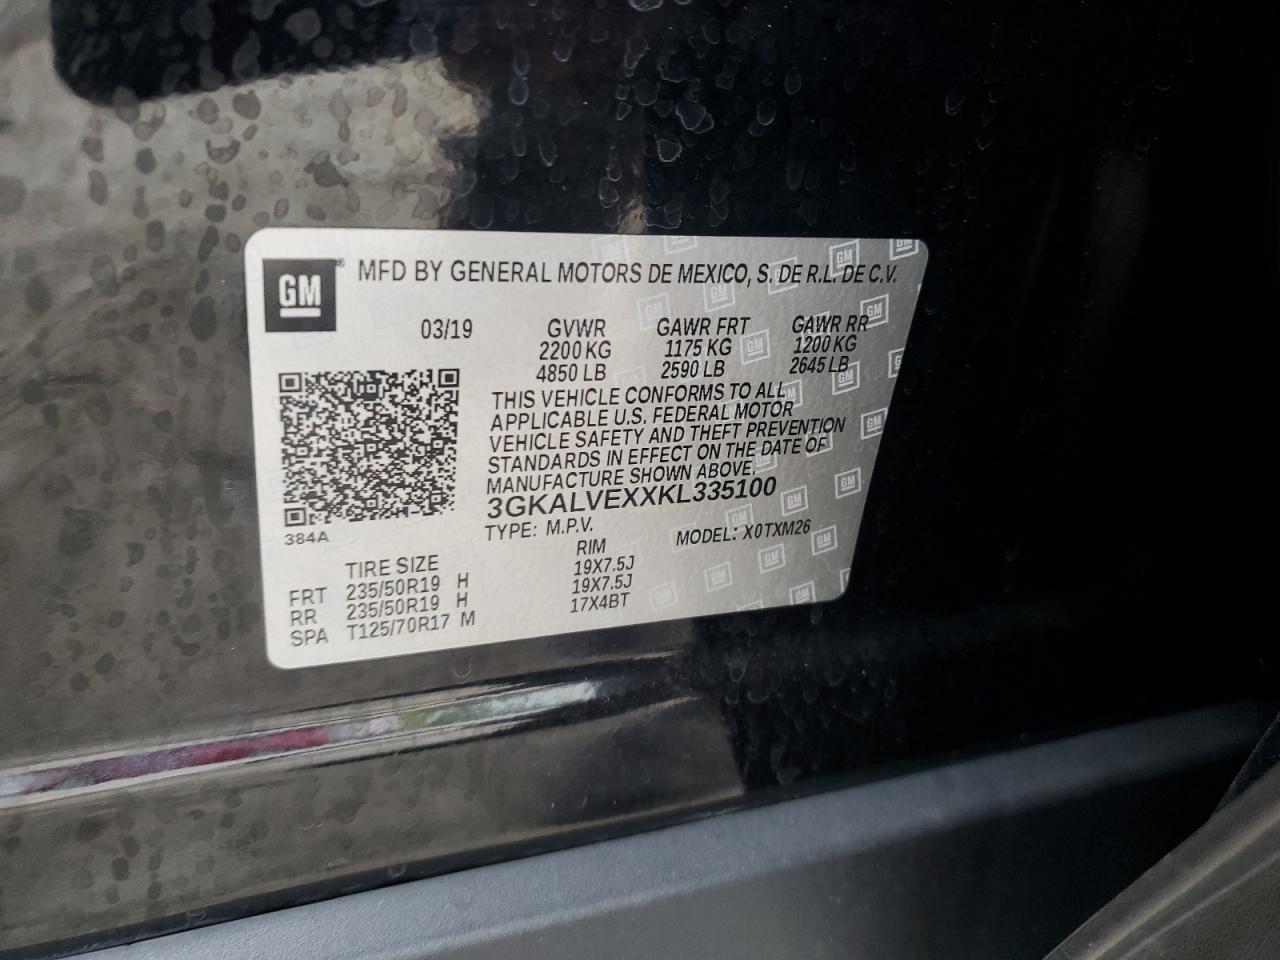 GM
MFD BY GENERAL MOTORS DE MEXICO, S. DE R.L. DE C.V.
03/19 GVWR GAWR FRT GAWR RR
2200 KG 1175 KG 1200 KG
4850 LB 2590 LB 2645 LB
THIS VEHICLE CONFORMS TO ALL
APPLICABLE U.S. FEDERAL MOTOR
VEHICLE SAFETY AND THEFT PREVENTION
STANDARDS IN EFFECT ON THE DATE OF
MANUFACTURE SHOWN ABOVE.
3GKALVEXXKL335100
TYPE: M.P.V. MODEL: X0TXM26
384A
TIRE SIZE RIM
FRT 235/50R19 H 19X7.5J
RR 235/50R19 H 19X7.5J
SPA T125/70R17 M 17X4BT